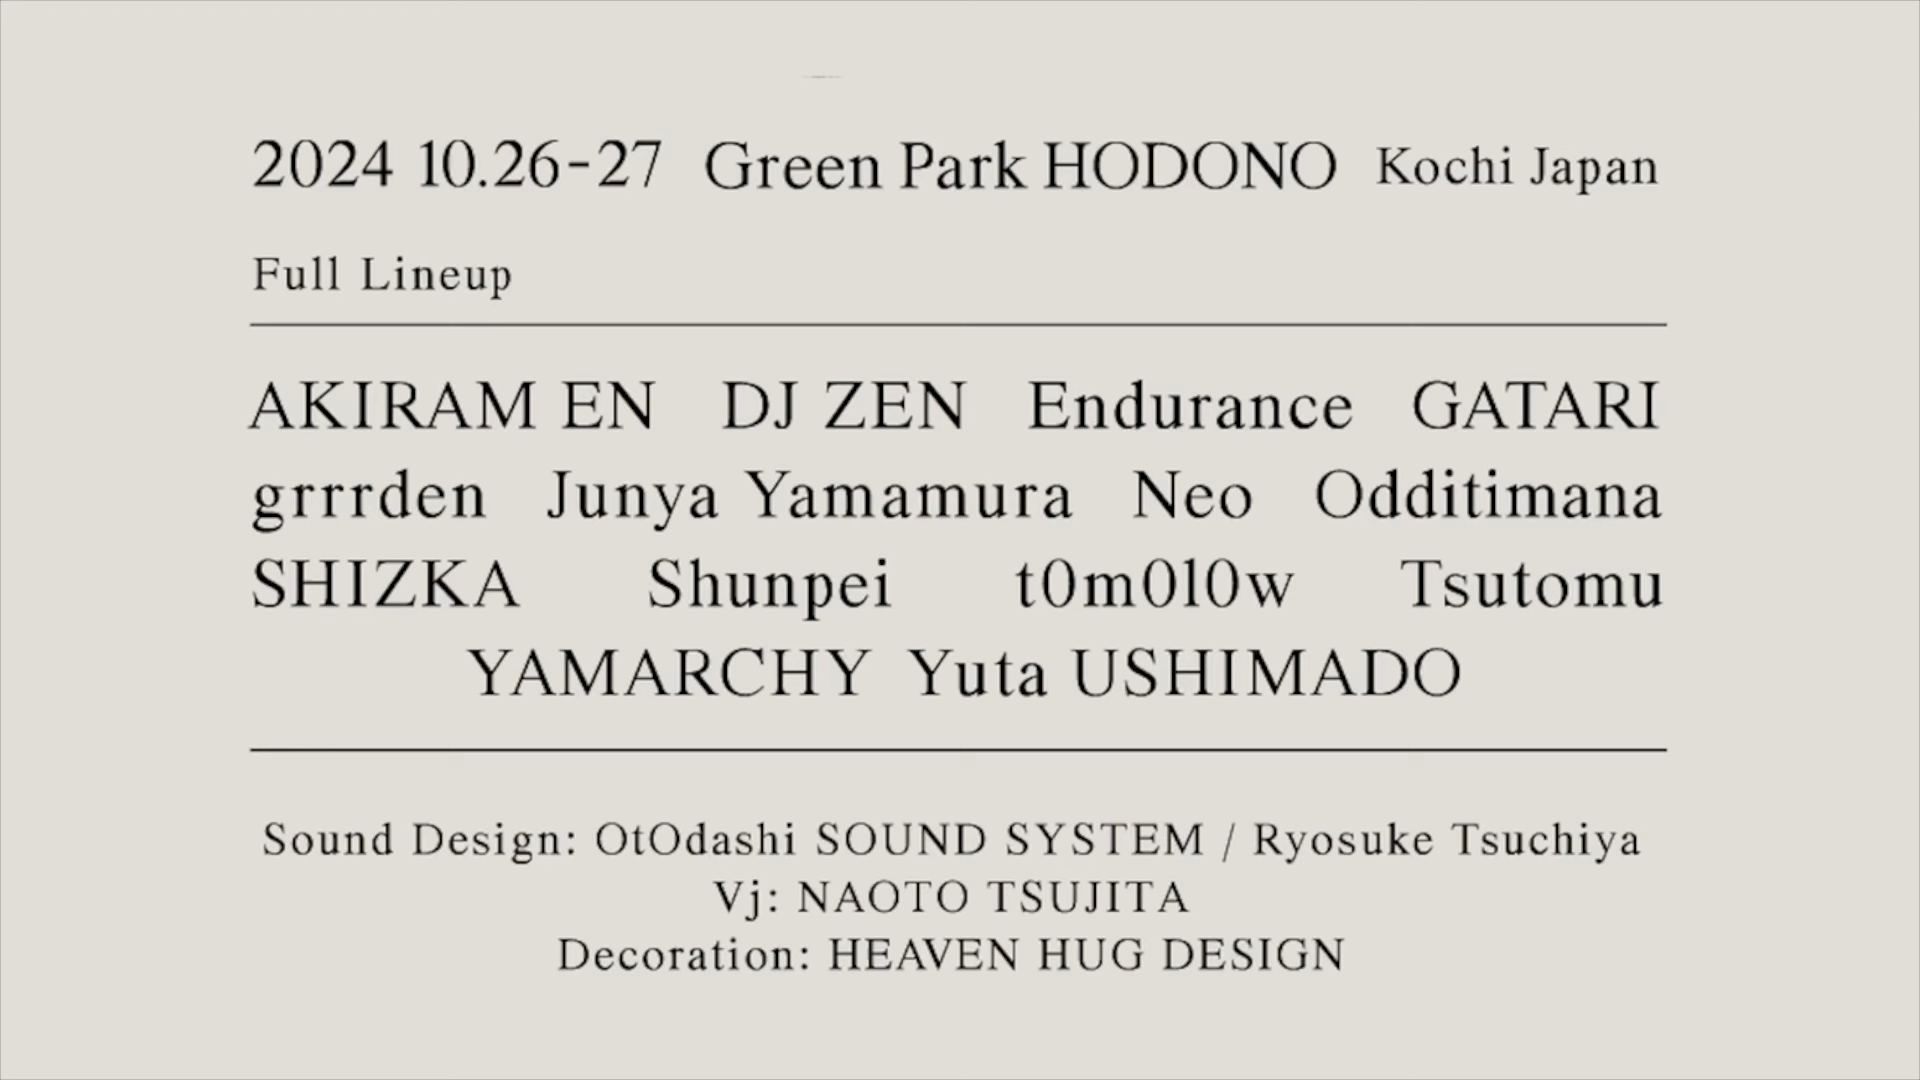 2024 10.26-27 Green Park HODONO Kochi Japan
Full Lineup
AKIRAM EN DJ ZEN Endurance GATARI
grrrden Junya Yamamura Neo Odditimana
SHIZKA Shunpei t0m0l0w Tsutomu
YAMARCHY Yuta USHIMADO
Sound Design: OtOdashi SOUND SYSTEM / Ryosuke Tsuchiya
Vj: NAOTO TSUJITA
Decoration: HEAVEN HUG DESIGN